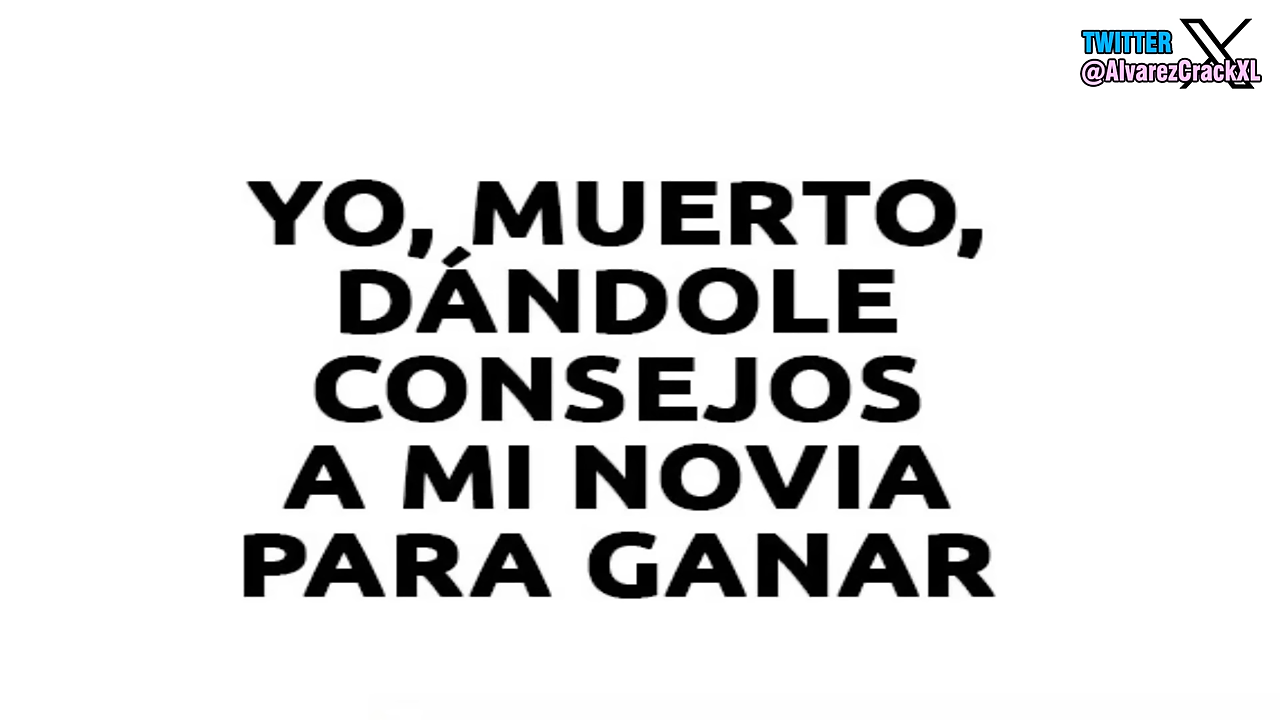 TWITTER
@AlvarezCrackXL
YO, MUERTO,
DÁNDOLE
CONSEJOS
A MI NOVIA
PARA GANAR